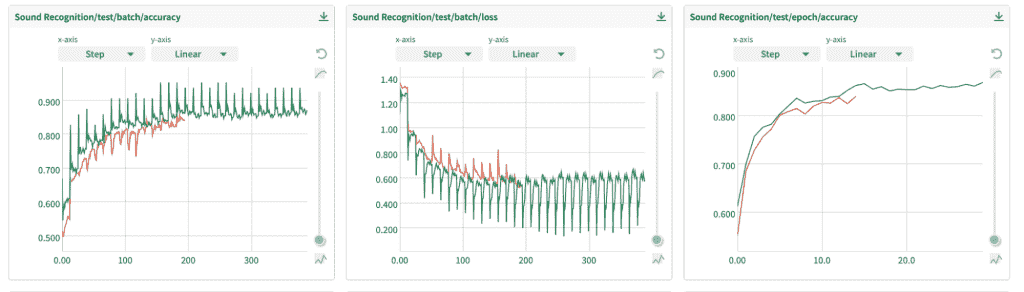 Sound Recognition/test/batch/accuracy
x-axis y-axis
Step Linear
0.900
0.800
0.700
0.600
0.500
0.00 100 200 300
Sound Recognition/test/batch/loss
x-axis y-axis
Step Linear
1.40
1.20
1.00
0.800
0.600
0.400
0.200
0.00 100 200 300
Sound Recognition/test/epoch/accuracy
x-axis y-axis
Step Linear
0.900
0.800
0.700
0.600
0.00 10.0 20.0